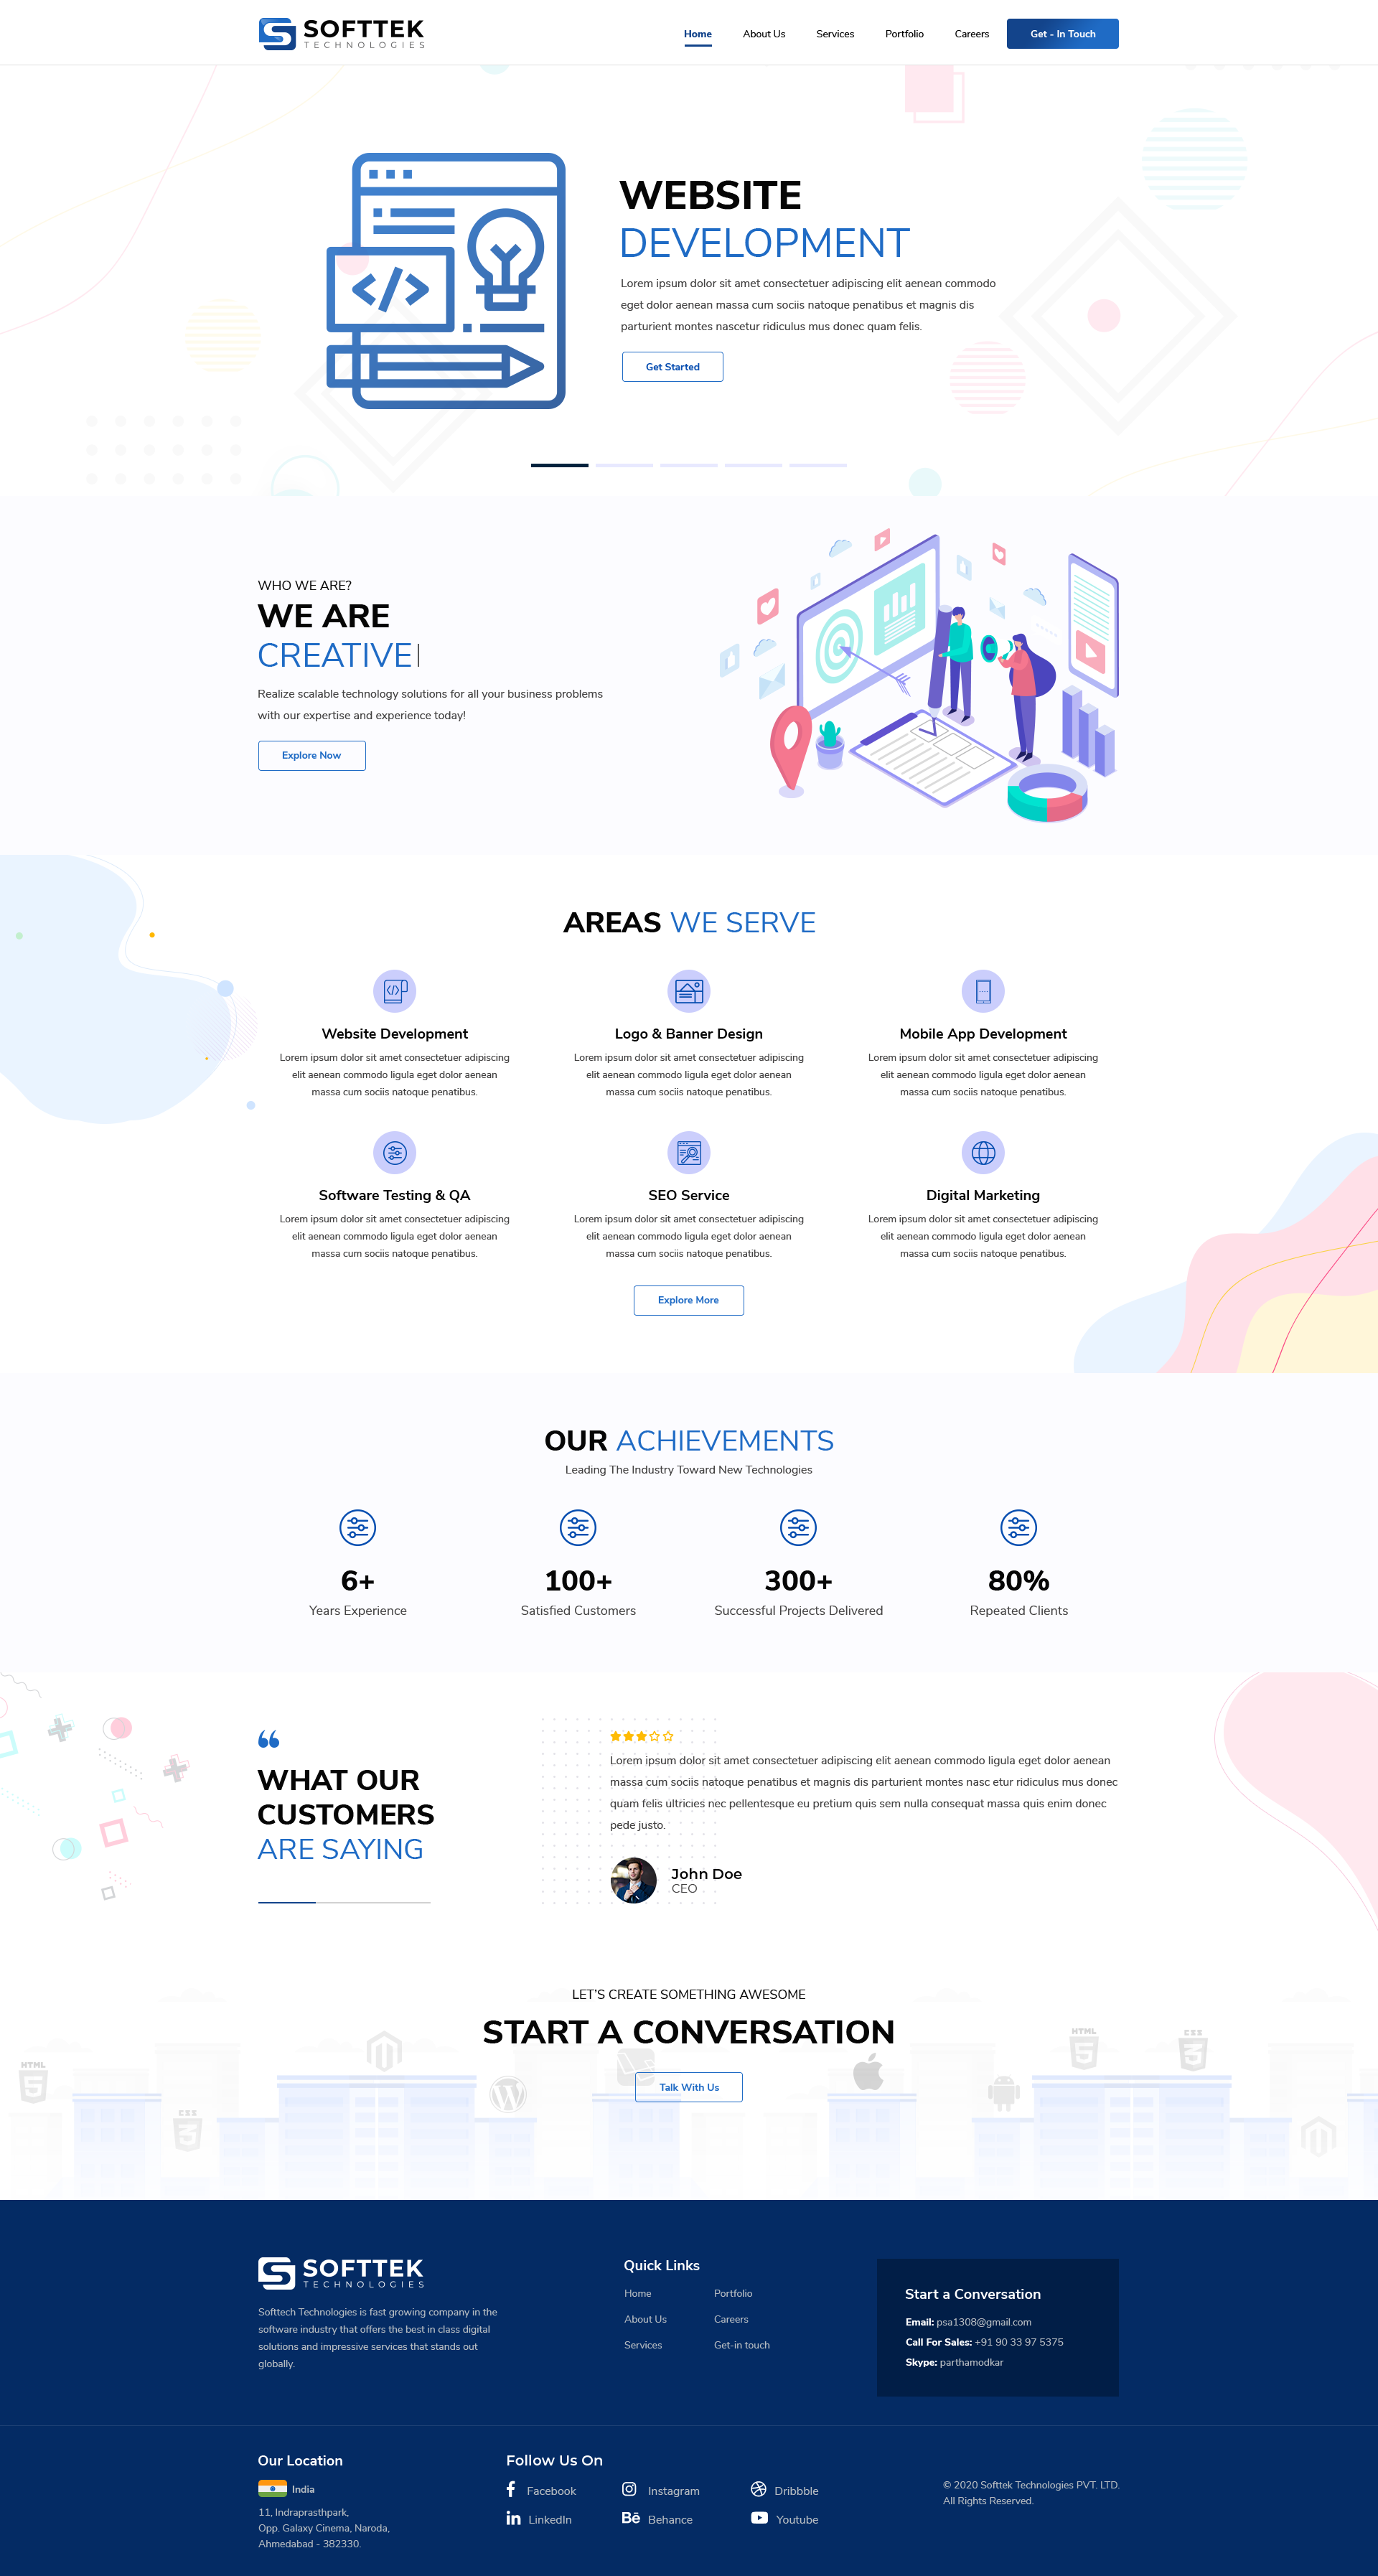 SOFTTEK
TECHNOLOGIES
Home About Us Services Portfolio Careers Get - In Touch
WEBSITE
DEVELOPMENT
Lorem ipsum dolor sit amet consectetuer adipiscing elit aenean commodo
eget dolor aenean massa cum sociis natoque penatibus et magnis dis
parturient montes nascetur ridiculus mus donec quam felis.
Get Started
WHO WE ARE?
WE ARE
CREATIVE|
Realize scalable technology solutions for all your business problems
with our expertise and experience today!
Explore Now
AREAS WE SERVE
Website Development
Lorem ipsum dolor sit amet consectetuer adipiscing
elit aenean commodo ligula eget dolor aenean
massa cum sociis natoque penatibus.
Logo & Banner Design
Lorem ipsum dolor sit amet consectetuer adipiscing
elit aenean commodo ligula eget dolor aenean
massa cum sociis natoque penatibus.
Mobile App Development
Lorem ipsum dolor sit amet consectetuer adipiscing
elit aenean commodo ligula eget dolor aenean
massa cum sociis natoque penatibus.
Software Testing & QA
Lorem ipsum dolor sit amet consectetuer adipiscing
elit aenean commodo ligula eget dolor aenean
massa cum sociis natoque penatibus.
SEO Service
Lorem ipsum dolor sit amet consectetuer adipiscing
elit aenean commodo ligula eget dolor aenean
massa cum sociis natoque penatibus.
Digital Marketing
Lorem ipsum dolor sit amet consectetuer adipiscing
elit aenean commodo ligula eget dolor aenean
massa cum sociis natoque penatibus.
Explore More
OUR ACHIEVEMENTS
Leading The Industry Toward New Technologies
6+
Years Experience
100+
Satisfied Customers
300+
Successful Projects Delivered
80%
Repeated Clients
WHAT OUR
CUSTOMERS
ARE SAYING
Lorem ipsum dolor sit amet consectetuer adipiscing elit aenean commodo ligula eget dolor aenean
massa cum sociis natoque penatibus et magnis dis parturient montes nasc etur ridiculus mus donec
quam felis ultricies nec pellentesque eu pretium quis sem nulla consequat massa quis enim donec
pede justo.
John Doe
CEO
LET'S CREATE SOMETHING AWESOME
START A CONVERSATION
Talk With Us
HTML
CSS
HTML
CSS
SOFTTEK
TECHNOLOGIES
Softtech Technologies is fast growing company in the
software industry that offers the best in class digital
solutions and impressive services that stands out
globally.
Quick Links
Home
About Us
Services
Portfolio
Careers
Get-in touch
Start a Conversation
Email: psa1308@gmail.com
Call For Sales: +91 90 33 97 5375
Skype: parthamodkar
Our Location
India
11, Indraprasthpark,
Opp. Galaxy Cinema, Naroda,
Ahmedabad - 382330.
Follow Us On
Facebook
Instagram
Dribbble
LinkedIn
Behance
Youtube
© 2020 Softtek Technologies PVT. LTD.
All Rights Reserved.